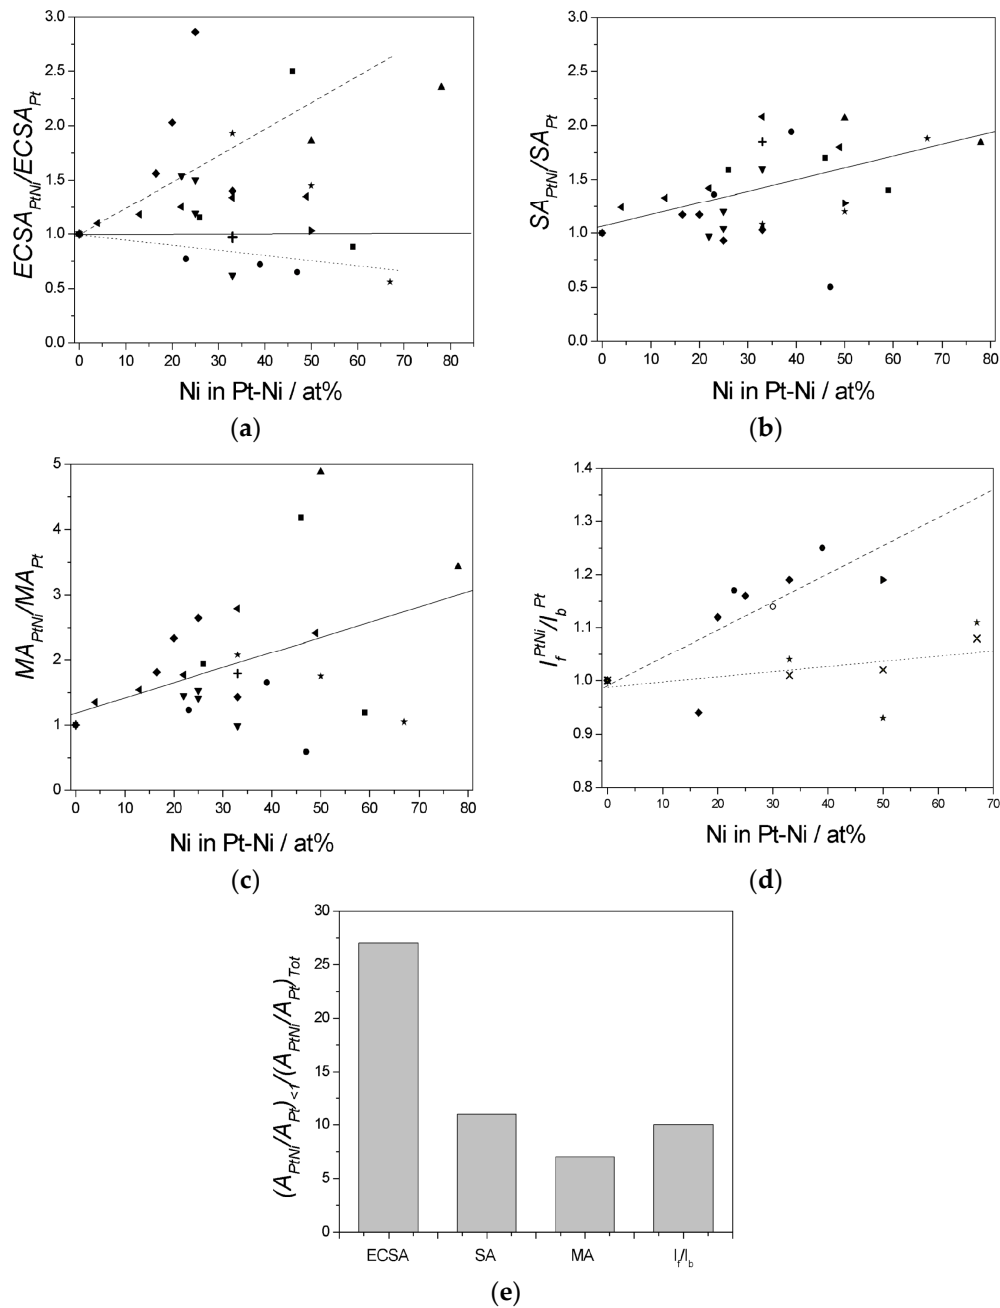 3.0
2.5
2.0
1.5
1.0
0.5
0.0
ECSA_PtNi/ECSA_Pt
0 10 20 30 40 50 60 70 80
Ni in Pt-Ni / at%
(a)
3.0
2.5
2.0
1.5
1.0
0.5
0.0
SA_PtNi/SA_Pt
0 10 20 30 40 50 60 70 80
Ni in Pt-Ni / at%
(b)
5
4
3
2
1
0
MA_PtNi/MA_Pt
0 10 20 30 40 50 60 70 80
Ni in Pt-Ni / at%
(c)
1.4
1.3
1.2
1.1
1.0
0.9
0.8
I_f^PtNi/I_b^Pt
0 10 20 30 40 50 60 70
Ni in Pt-Ni / at%
(d)
30
25
20
15
10
5
0
(A_PtNi/A_Pt)_<1/(A_PtNi/A_Pt)_Tot
ECSA SA MA I_f/I_b
(e)